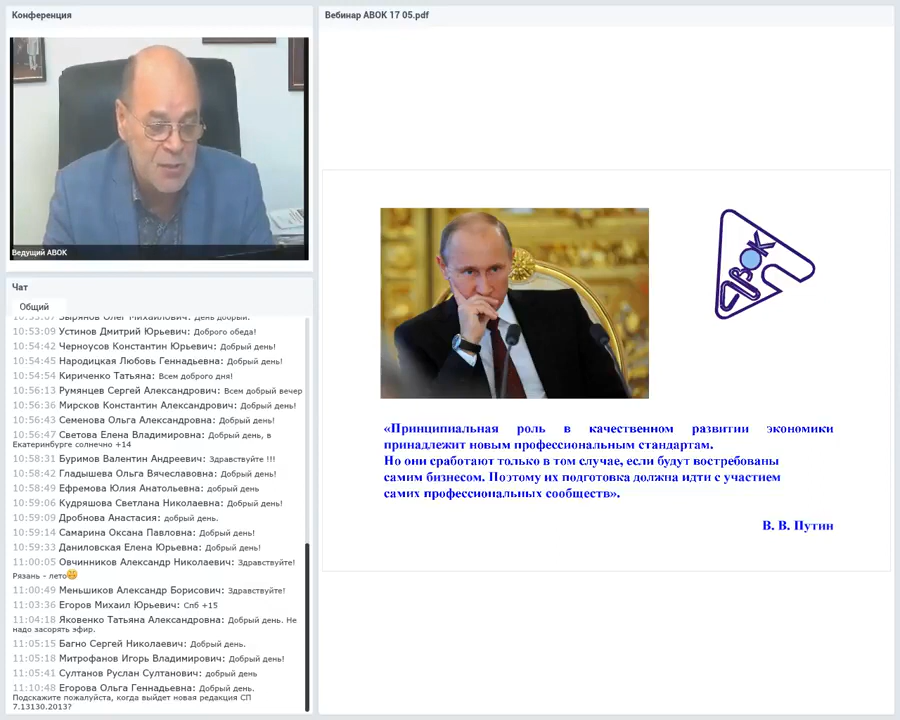 Конференция
Ведущий АВОК
Чат
Общий
10:53:09 Устинов Дмитрий Юрьевич: Доброго обеда!
10:54:42 Черноусов Константин Юрьевич: Добрый день!
10:54:45 Народицкая Любовь Геннадьевна: Добрый день!
10:54:54 Кириченко Татьяна: Всем доброго дня!
10:56:13 Румянцев Сергей Александрович: Всем добрый вечер
10:56:36 Мирсков Константин Александрович: Добрый день!
10:56:43 Семенова Ольга Александровна: Добрый день!
10:56:47 Светова Елена Владимировна: Добрый день, в
Екатеринбурге солнечно +14
10:58:31 Буримов Валентин Андреевич: Здравствуйте !!!
10:58:42 Гладышева Ольга Вячеславовна: Добрый день!
10:58:49 Ефремова Юлия Анатольевна: добрый день
10:59:06 Кудряшова Светлана Николаевна: Добрый день!
10:59:09 Дробнова Анастасия: добрый день.
10:59:14 Самарина Оксана Павловна: Добрый день!
10:59:33 Даниловская Елена Юрьевна: Добрый день!
11:00:05 Овчинников Александр Николаевич: Здравствуйте!
Рязань - лето
11:00:49 Меньшиков Александр Борисович: Здравствуйте!
11:03:36 Егоров Михаил Юрьевич: Спб +15
11:04:18 Яковенко Татьяна Александровна: Добрый день. Не
надо засорять эфир.
11:05:15 Багно Сергей Николаевич: Добрый день.
11:05:18 Митрофанов Игорь Владимирович: Добрый день!
11:05:41 Султанов Руслан Султанович: добрый день
11:10:48 Егорова Ольга Геннадьевна: Добрый день.
Подскажите пожалуйста, когда выйдет новая редакция СП
7.13130.2013?
Вебинар АВОК 17 05.pdf
АВОК
«Принципиальная роль в качественном развитии экономики
принадлежит новым профессиональным стандартам.
Но они сработают только в том случае, если будут востребованы
самим бизнесом. Поэтому их подготовка должна идти с участием
самих профессиональных сообществ».
В. В. Путин